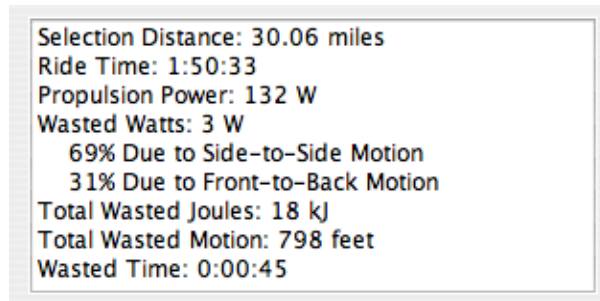 Selection Distance: 30.06 miles
Ride Time: 1:50:33
Propulsion Power: 132 W
Wasted Watts: 3 W
69% Due to Side-to-Side Motion
31% Due to Front-to-Back Motion
Total Wasted Joules: 18 kJ
Total Wasted Motion: 798 feet
Wasted Time: 0:00:45